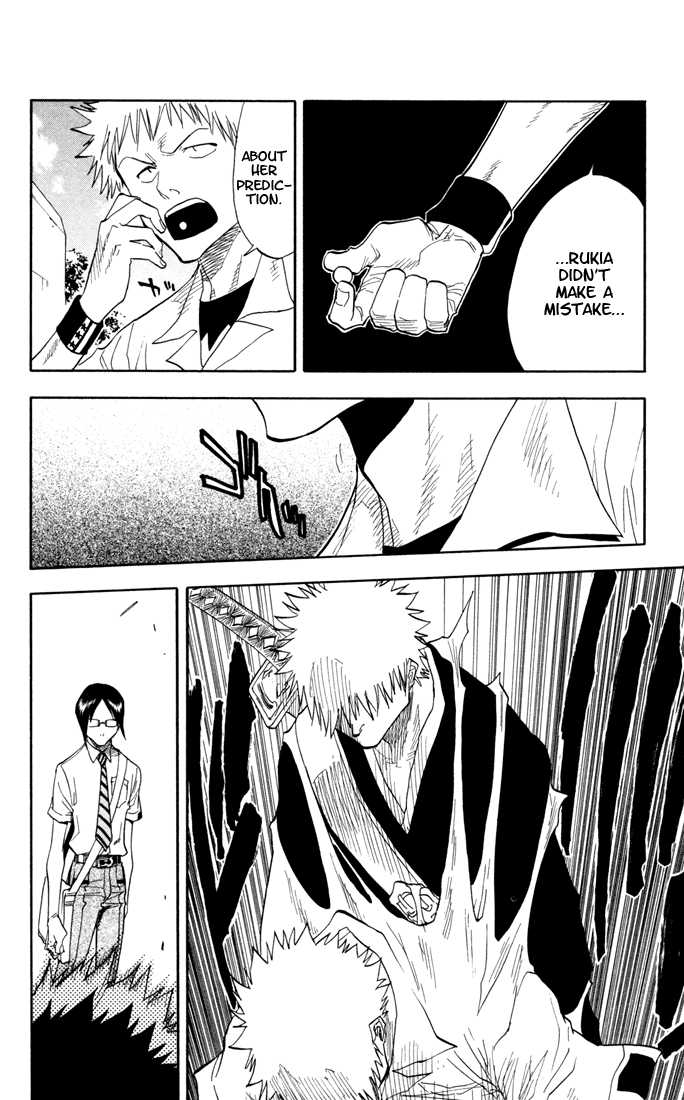 ...RUKIA
DIDN'T
MAKE A
MISTAKE...
ABOUT
HER
PREDIC-
TION.